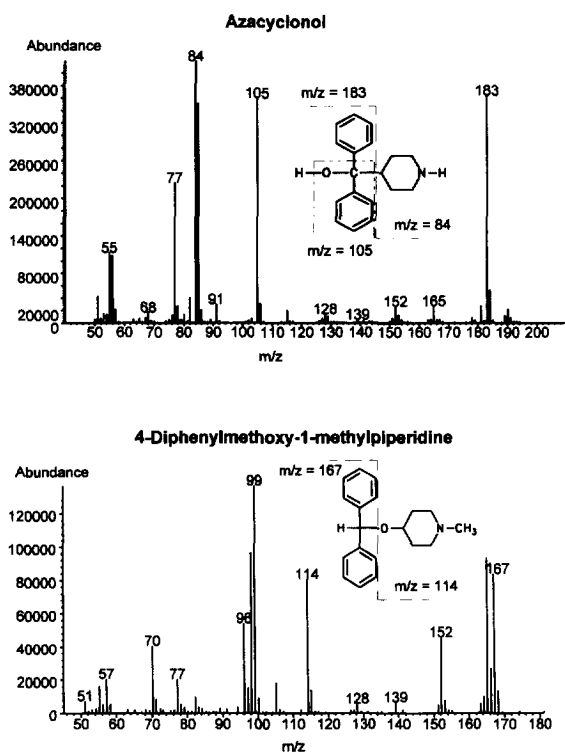 Azacyclonol
Abundance
380000
320000
260000
200000
140000
80000
20000
55
68
77
84
91
105
128
139
152
165
183
m/z = 183
H O C N H
m/z = 84
m/z = 105
50 60 70 80 90 100 110 120 130 140 150 160 170 180 190 200 210
m/z
4-Diphenylmethoxy-1-methylpiperidine
Abundance
120000
100000
80000
60000
40000
20000
0
51
57
70
77
96
99
114
128
139
152
167
m/z = 167
H O N CH3
m/z = 114
50 60 70 80 90 100 110 120 130 140 150 160 170 180
m/z